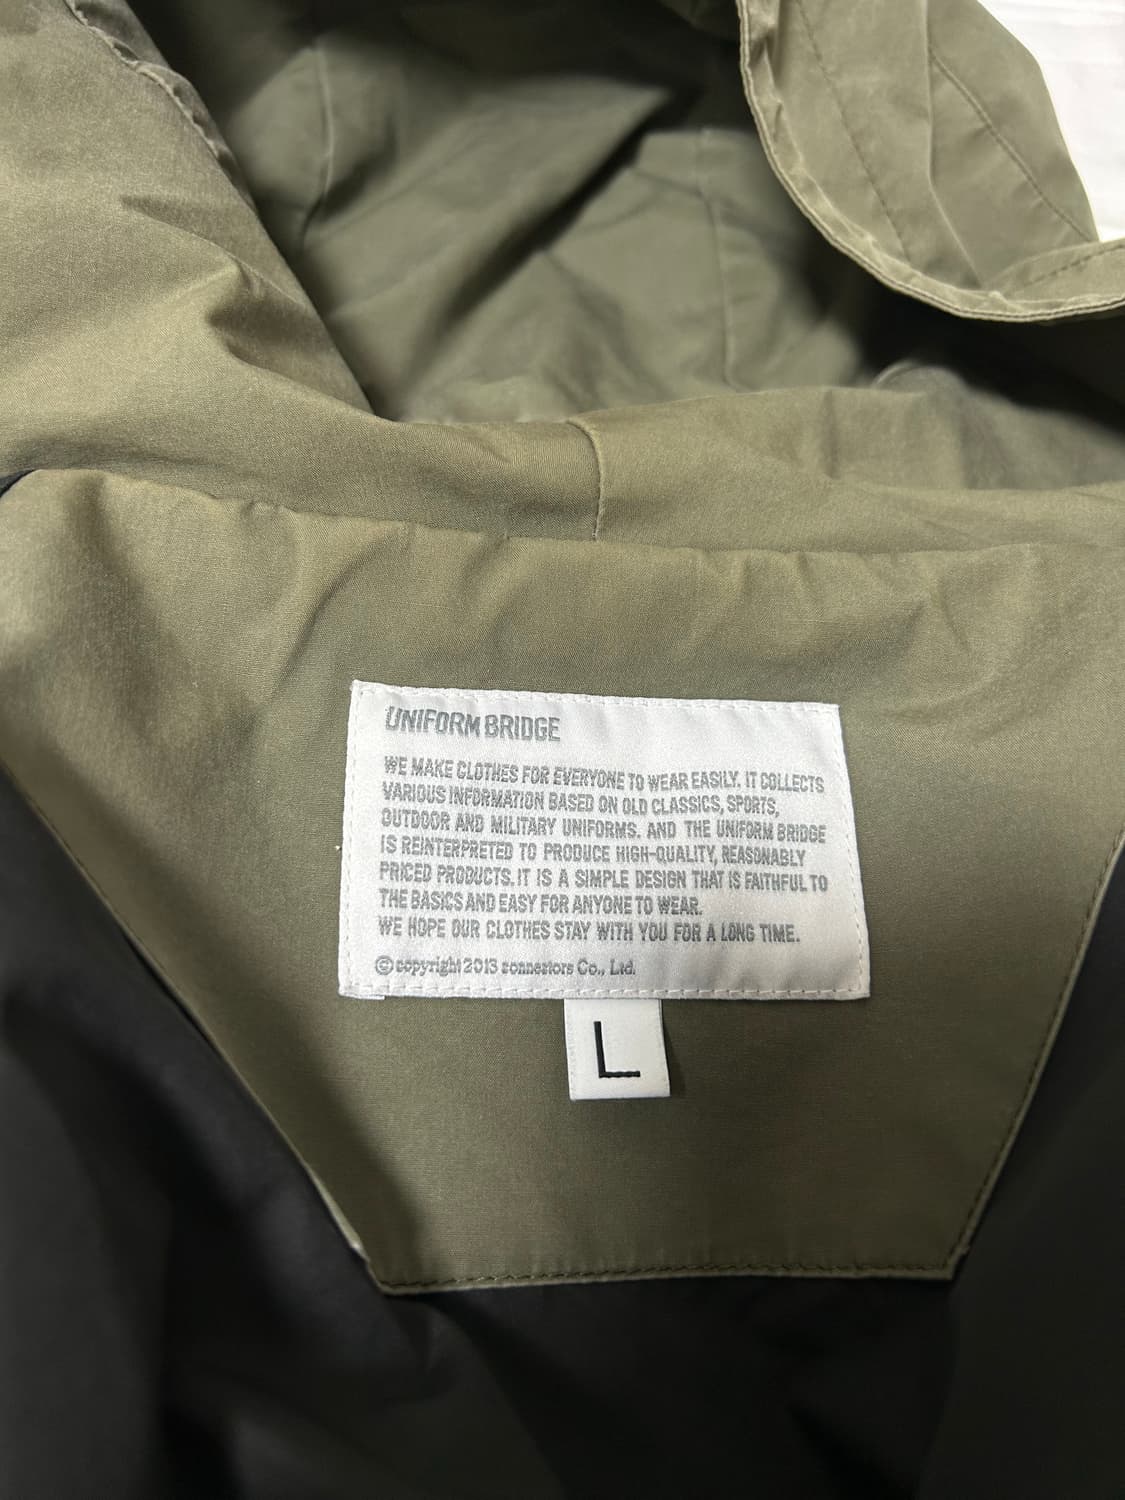 UNIFORM BRIDGE
WE MAKE CLOTHES FOR EVERYONE TO WEAR EASILY. IT COLLECTS
VARIOUS INFORMATION BASED ON OLD CLASSICS, SPORTS,
OUTDOOR AND MILITARY UNIFORMS. AND THE UNIFORM BRIDGE
IS REINTERPRETED TO PRODUCE HIGH-QUALITY, REASONABLY
PRICED PRODUCTS. IT IS A SIMPLE DESIGN THAT IS FAITHFUL TO
THE BASICS AND EASY FOR ANYONE TO WEAR.
WE HOPE OUR CLOTHES STAY WITH YOU FOR A LONG TIME.
© copyright 2013 Co., Ltd.
L